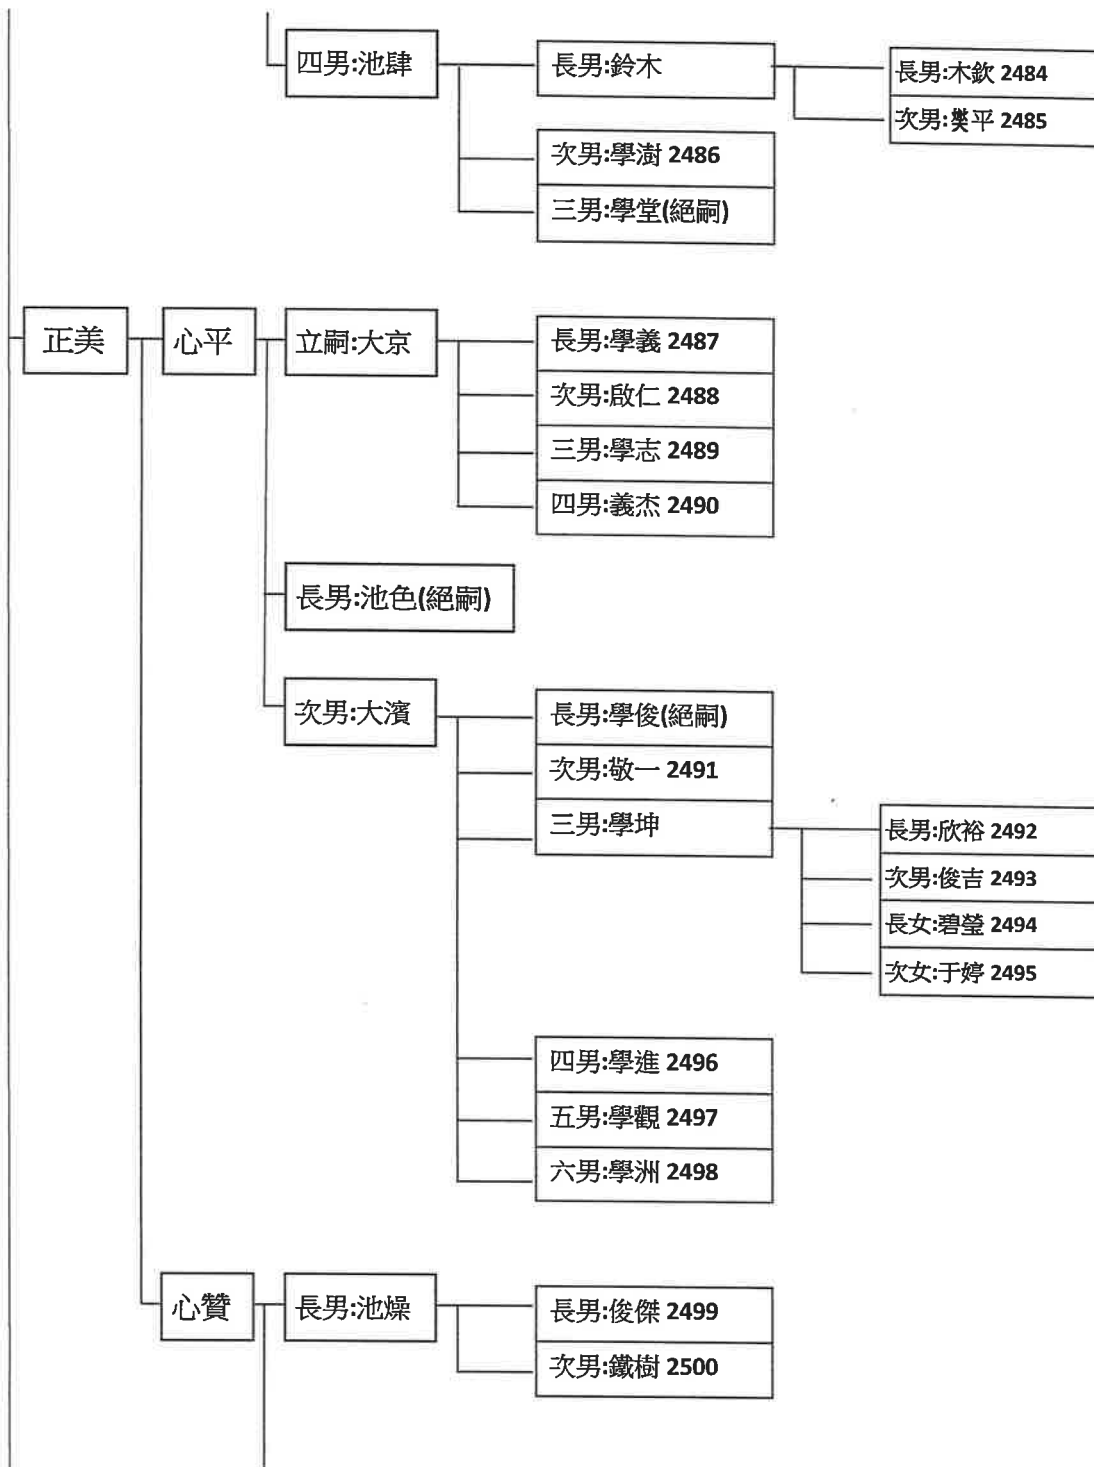 四男:池肆
長男:鈴木
長男:木欽 2484
次男:樊平 2485
次男:學澍 2486
三男:學堂(絕嗣)
正美
心平
立嗣:大京
長男:學義 2487
次男:啟仁 2488
三男:學志 2489
四男:義杰 2490
長男:池色(絕嗣)
次男:大濱
長男:學俊(絕嗣)
次男:敬一 2491
三男:學坤
長男:欣裕 2492
次男:俊吉 2493
長女:碧瑩 2494
次女:于婷 2495
四男:學進 2496
五男:學觀 2497
六男:學洲 2498
心贊
長男:池燥
長男:俊傑 2499
次男:鐵樹 2500